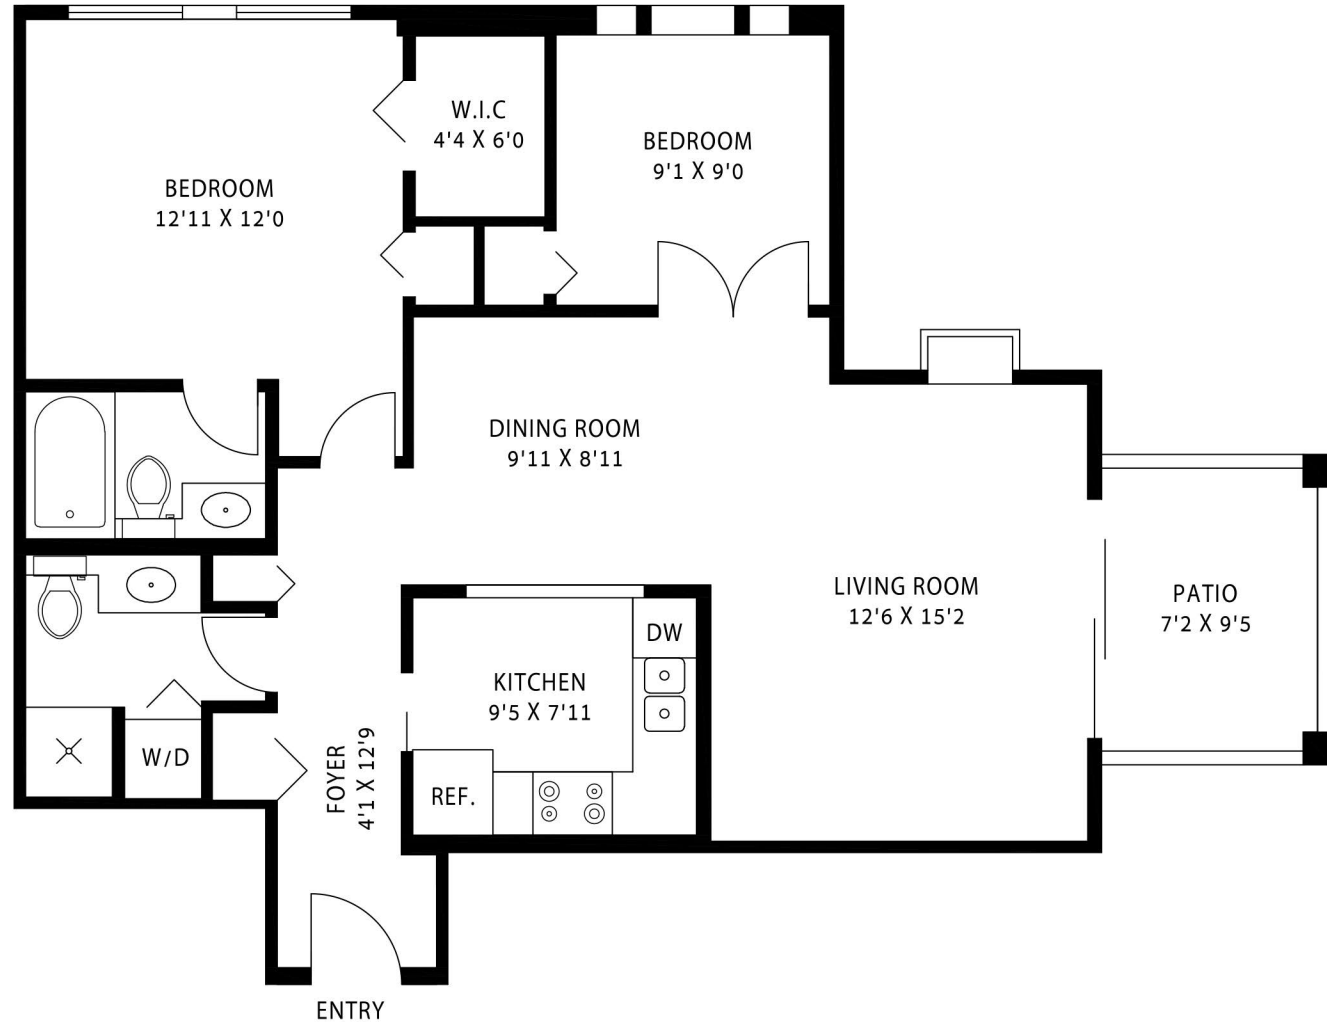 W.I.C
4'4 X 6'0
BEDROOM
9'1 X 9'0
BEDROOM
12'11 X 12'0
DINING ROOM
9'11 X 8'11
LIVING ROOM
12'6 X 15'2
PATIO
7'2 X 9'5
DW
KITCHEN
9'5 X 7'11
W/D
FOYER
4'1 X 12'9
REF.
ENTRY